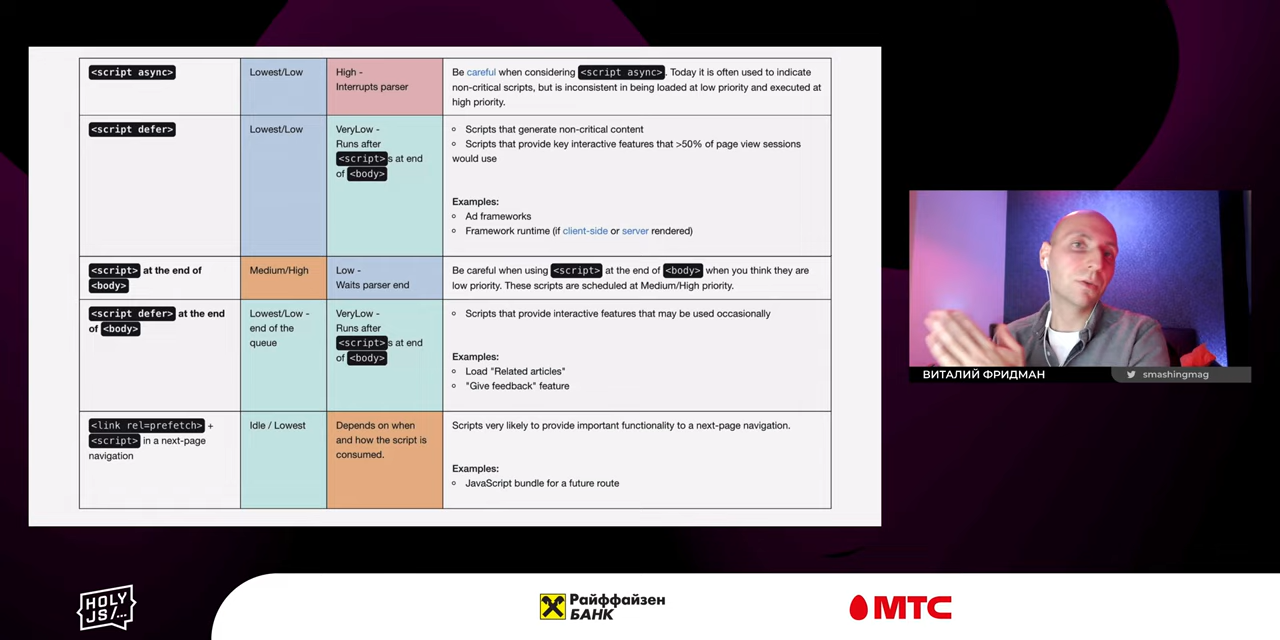 <script async>
Lowest/Low
High -
Interrupts parser
Be careful when considering <script async>. Today it is often used to indicate
non-critical scripts, but is inconsistent in being loaded at low priority and executed at
high priority.
<script defer>
Lowest/Low
VeryLow -
Runs after
<script>s at end
of <body>
Scripts that generate non-critical content
Scripts that provide key interactive features that >50% of page view sessions
would use
Examples:
Ad frameworks
Framework runtime (if client-side or server rendered)
<script> at the end of
<body>
Medium/High
Low -
Waits parser end
Be careful when using <script> at the end of <body> when you think they are
low priority. These scripts are scheduled at Medium/High priority.
<script defer> at the end
of <body>
Lowest/Low -
end of the
queue
VeryLow -
Runs after
<script>s at end
of <body>
Scripts that provide interactive features that may be used occasionally
Examples:
Load "Related articles"
"Give feedback" feature
<link rel=prefetch> +
<script> in a next-page
navigation
Idle / Lowest
Depends on when
and how the script is
consumed.
Scripts very likely to provide important functionality to a next-page navigation.
Examples:
JavaScript bundle for a future route
ВИТАЛИЙ ФРИДМАН
smashingmag
HOLY
JS/...
Райффайзен
БАНК
МТС